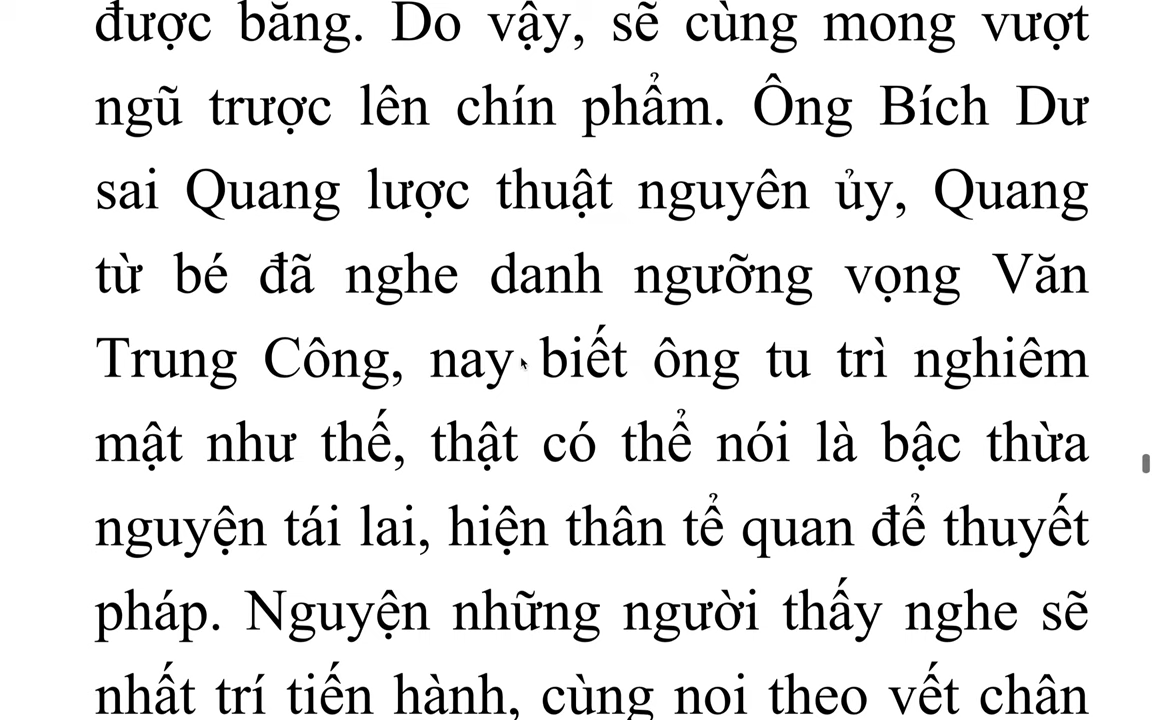 được bằng. Do vậy, sẽ cùng mong vượt
ngũ trược lên chín phẩm. Ông Bích Dư
sai Quang lược thuật nguyên ủy, Quang
từ bé đã nghe danh ngưỡng vọng Văn
Trung Công, nay biết ông tu trì nghiêm
mật như thế, thật có thể nói là bậc thừa
nguyện tái lai, hiện thân tể quan để thuyết
pháp. Nguyện những người thấy nghe sẽ
nhất trí tiến hành, cùng noi theo vết chân